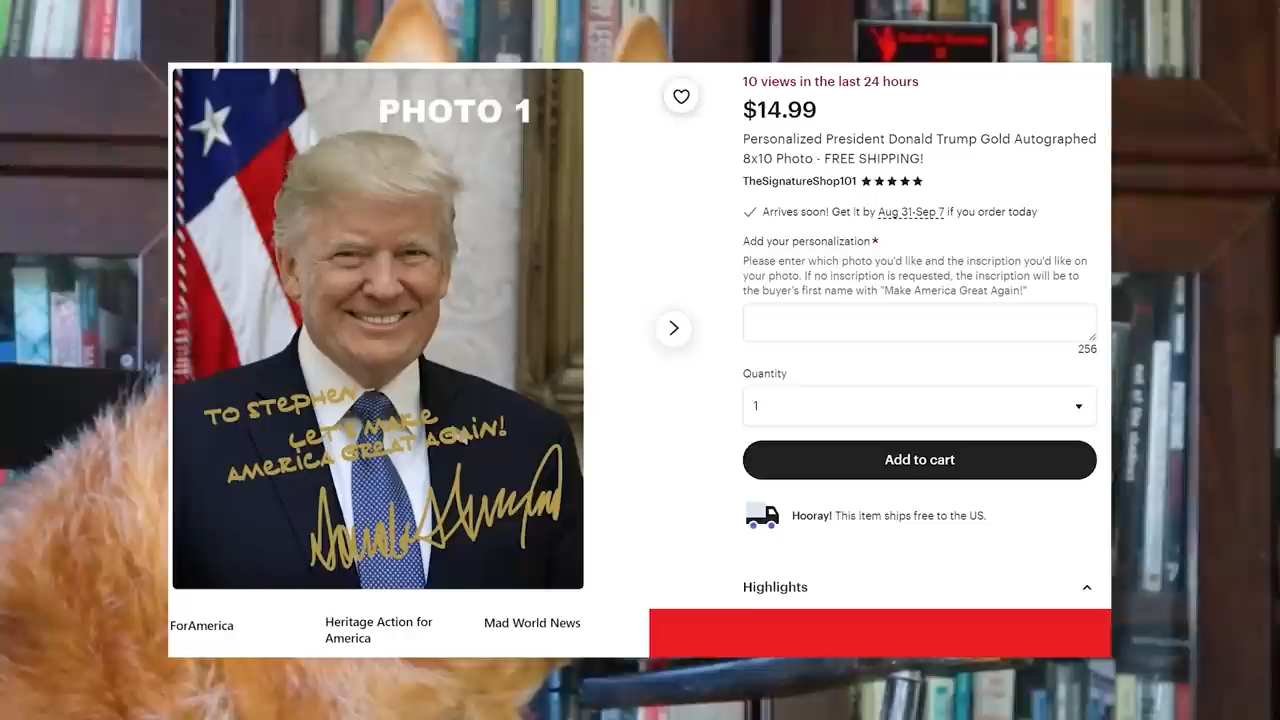 PHOTO 1
TO STEPHEN
LET'S MAKE
AMERICA GREAT AGAIN!
10 views in the last 24 hours
$14.99
Personalized President Donald Trump Gold Autographed
8x10 Photo - FREE SHIPPING!
TheSignatureShop101 ★★★★★
Arrives soon! Get it by Aug 31-Sep 7 if you order today
Add your personalization *
Please enter which photo you'd like and the inscription you'd like on
your photo. If no inscription is requested, the inscription will be to
the buyer's first name with "Make America Great Again!"
256
Quantity
1
Add to cart
Hooray! This item ships free to the US.
Highlights
ForAmerica
Heritage Action for
America
Mad World News